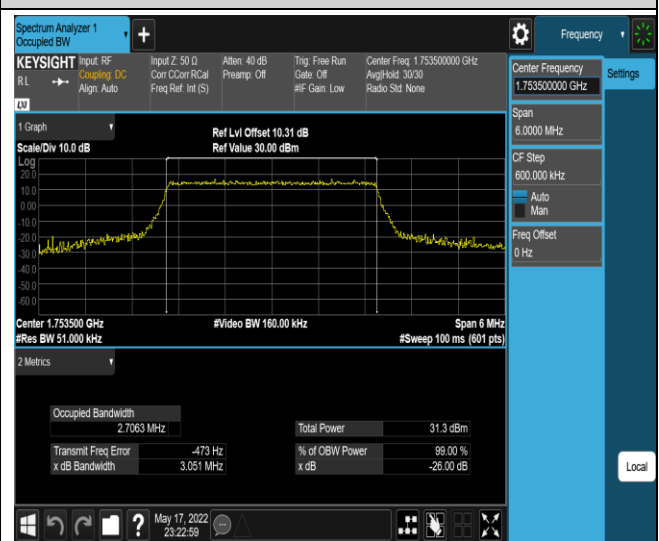 Spectrum Analyzer 1
Occupied BW
Frequency
KEYSIGHT
RL
Input: RF
Coupling: DC
Align: Auto
Input Z: 50 Ω
Corr CCorr RCal
Freq Ref: Int (S)
Atten: 40 dB
Preamp: Off
Trig: Free Run
Gate: Off
#IF Gain: Low
Center Freq: 1.753500000 GHz
Avg|Hold: 30/30
Radio Std: None
LXI
1 Graph
Scale/Div 10.0 dB
Ref Lvl Offset 10.31 dB
Ref Value 30.00 dBm
Log
20.0
10.0
0.00
-10.0
-20.0
-30.0
-40.0
-50.0
-60.0
Center 1.753500 GHz
#Res BW 51.000 kHz
#Video BW 160.00 kHz
Span 6 MHz
#Sweep 100 ms (601 pts)
2 Metrics
Occupied Bandwidth
2.7063 MHz
Total Power 31.3 dBm
Transmit Freq Error -473 Hz
% of OBW Power 99.00 %
x dB Bandwidth 3.051 MHz
x dB -26.00 dB
Center Frequency
1.753500000 GHz
Settings
Span
6.0000 MHz
CF Step
600.000 kHz
Auto
Man
Freq Offset
0 Hz
Local
?
May 17, 2022
23:22:59